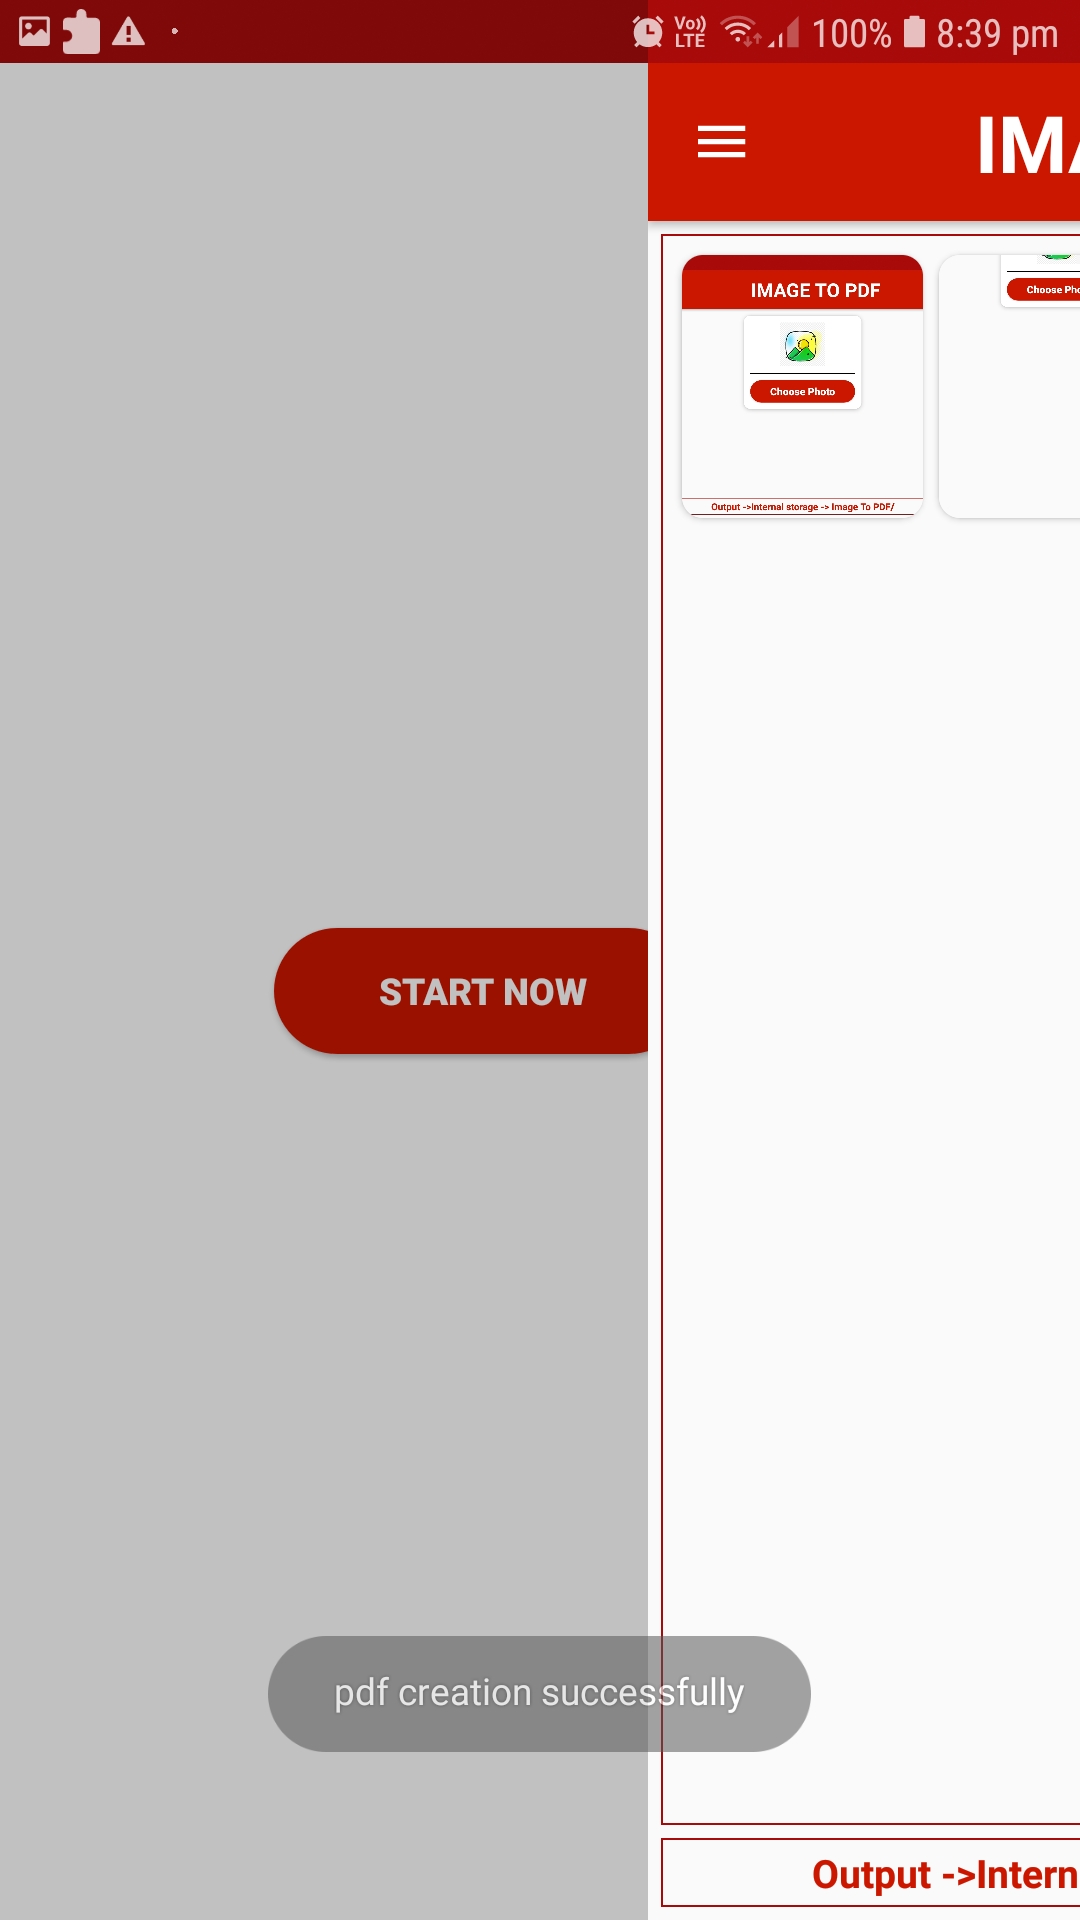 Vo))
LTE
100%
8:39 pm
IMA
IMAGE TO PDF
Choose Photo
Choose Pho
Output ->Internal storage -> Image To PDF/
START NOW
pdf creation successfully
Output ->Intern